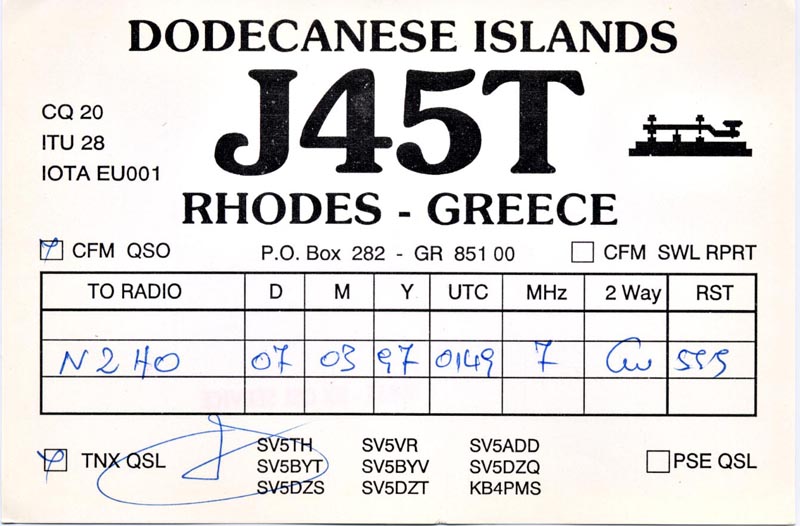 DODECANESE ISLANDS
J45T
CQ 20
ITU 28
IOTA EU001
RHODES - GREECE
CFM QSO P.O. Box 282 - GR 851 00 CFM SWL RPRT
TO RADIO D M Y UTC MHz 2 Way RST
N2HO 07 03 97 0149 7 CW 599
TNX QSL
SV5TH SV5VR SV5ADD
SV5BYT SV5BYV SV5DZQ
SV5DZS SV5DZT KB4PMS
PSE QSL